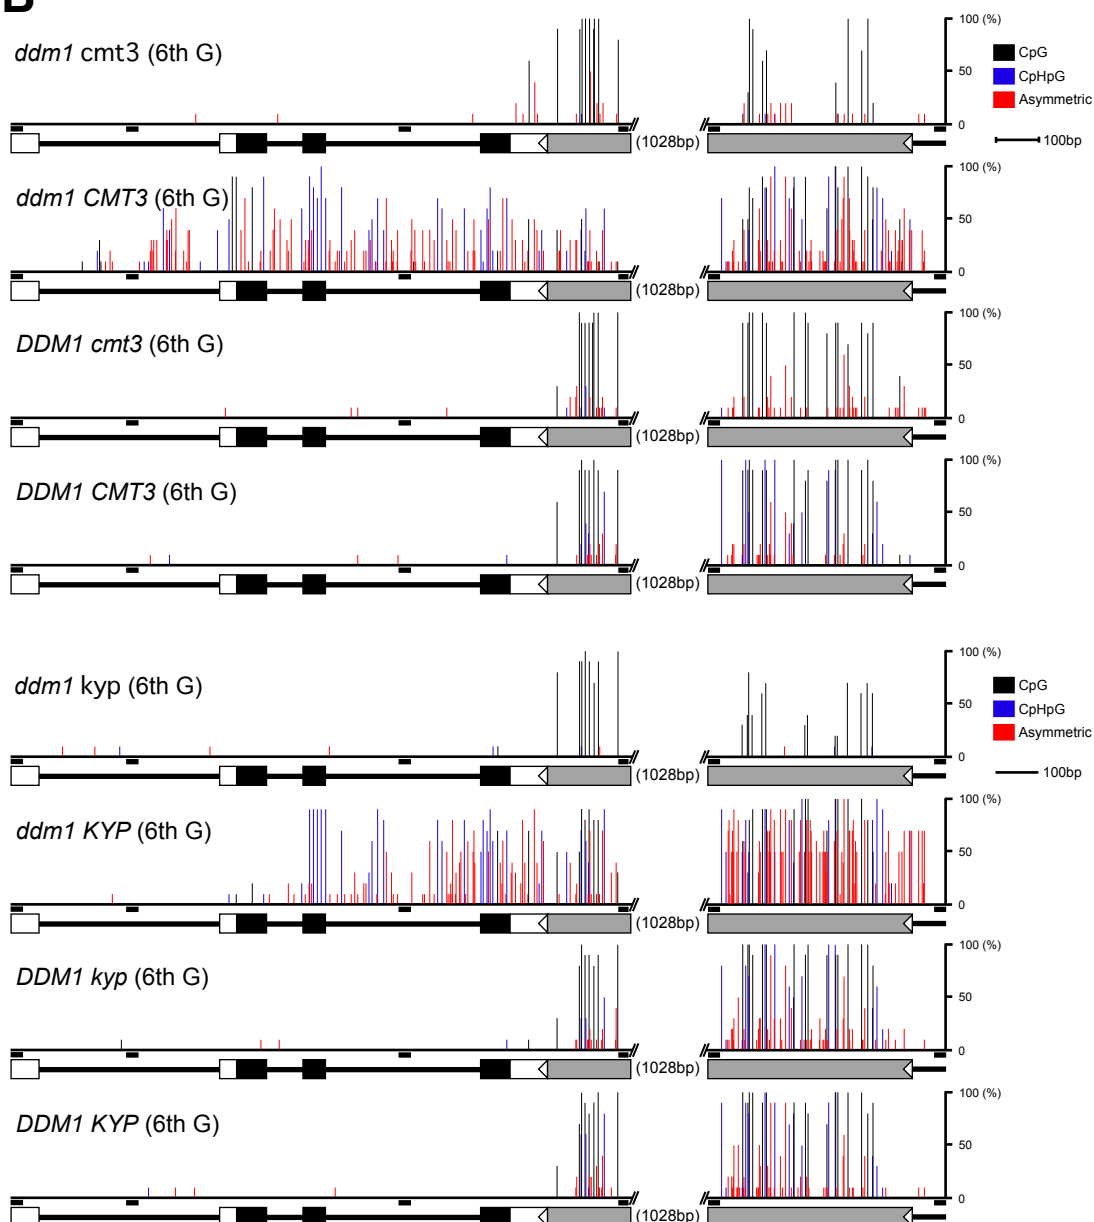 B
ddm1 cmt3 (6th G)
100 (%)
50
0
CpG
CpHpG
Asymmetric
100bp
(1028bp)
ddm1 CMT3 (6th G)
100 (%)
50
0
(1028bp)
DDM1 cmt3 (6th G)
100 (%)
50
0
(1028bp)
DDM1 CMT3 (6th G)
100 (%)
50
0
(1028bp)
ddm1 kyp (6th G)
100 (%)
50
0
CpG
CpHpG
Asymmetric
100bp
(1028bp)
ddm1 KYP (6th G)
100 (%)
50
0
(1028bp)
DDM1 kyp (6th G)
100 (%)
50
0
(1028bp)
DDM1 KYP (6th G)
100 (%)
50
0
(1028bp)